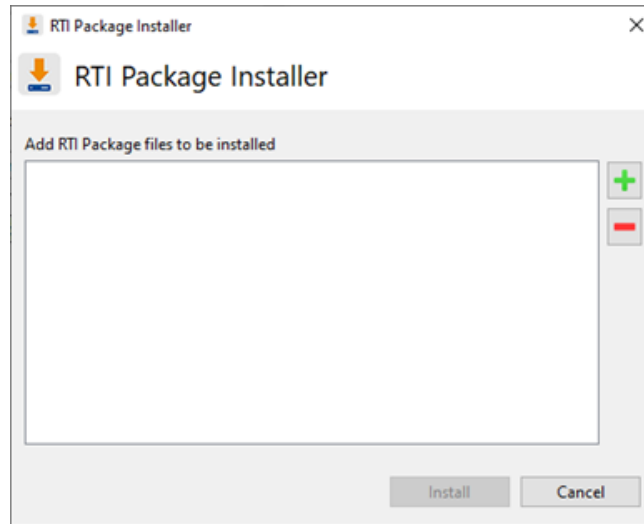 RTI Package Installer
RTI Package Installer
Add RTI Package files to be installed
Install
Cancel